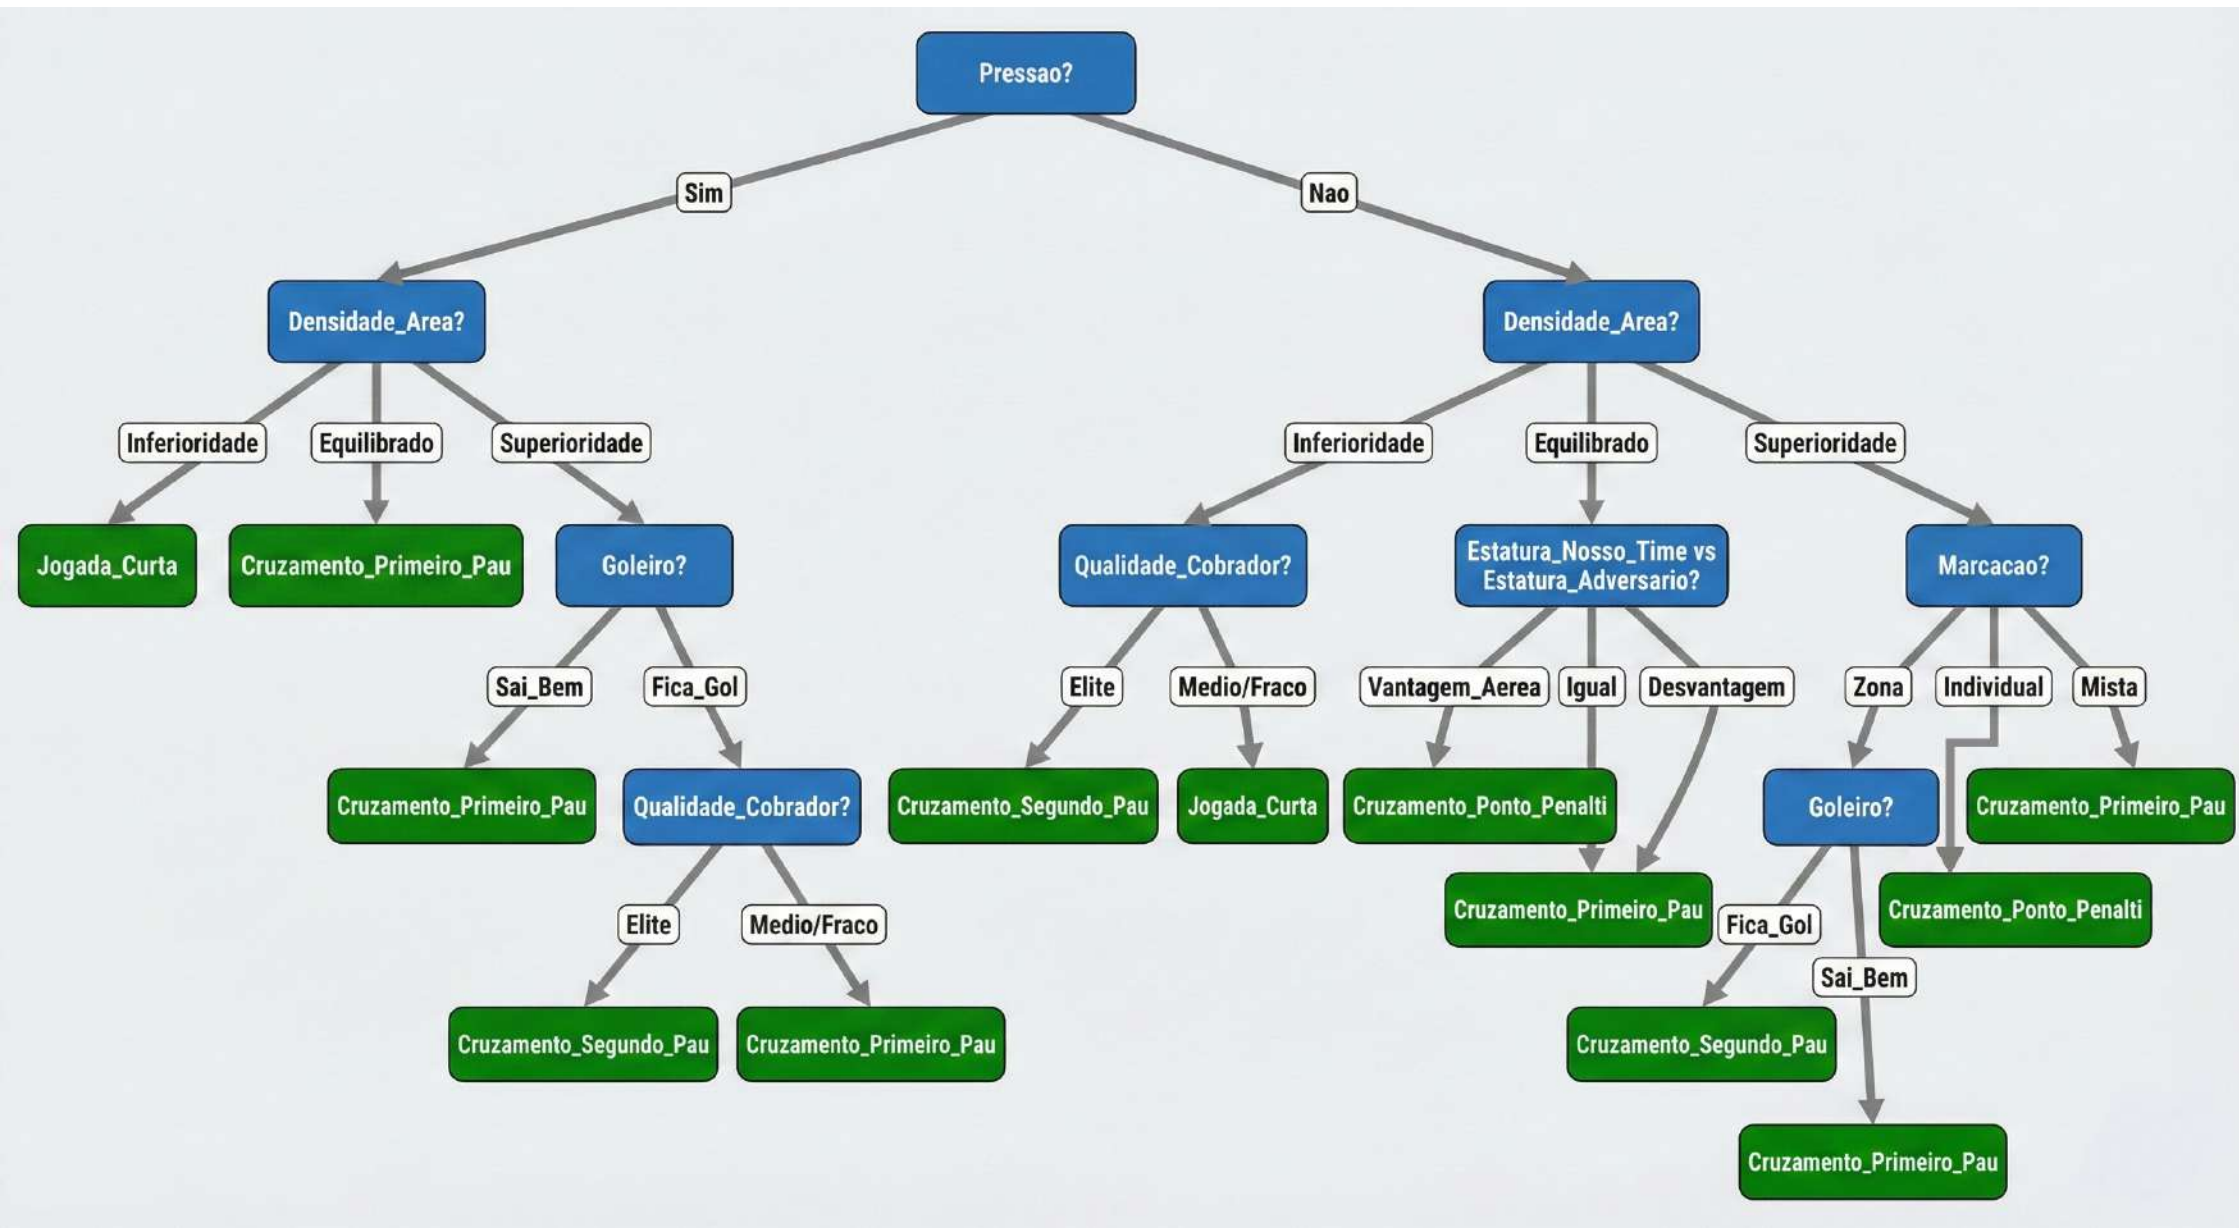 Pressao?
Sim
Nao
Densidade_Area?
Densidade_Area?
Inferioridade
Equilibrado
Superioridade
Inferioridade
Equilibrado
Superioridade
Jogada_Curta
Cruzamento_Primeiro_Pau
Goleiro?
Qualidade_Cobrador?
Estatura_Nosso_Time vs
Estatura_Adversario?
Marcacao?
Sai_Bem
Fica_Gol
Elite
Medio/Fraco
Vantagem_Aerea
Igual
Desvantagem
Zona
Individual
Mista
Cruzamento_Primeiro_Pau
Qualidade_Cobrador?
Cruzamento_Segundo_Pau
Jogada_Curta
Cruzamento_Ponto_Penalti
Goleiro?
Cruzamento_Primeiro_Pau
Elite
Medio/Fraco
Cruzamento_Primeiro_Pau
Fica_Gol
Cruzamento_Ponto_Penalti
Sai_Bem
Cruzamento_Segundo_Pau
Cruzamento_Primeiro_Pau
Cruzamento_Segundo_Pau
Cruzamento_Primeiro_Pau